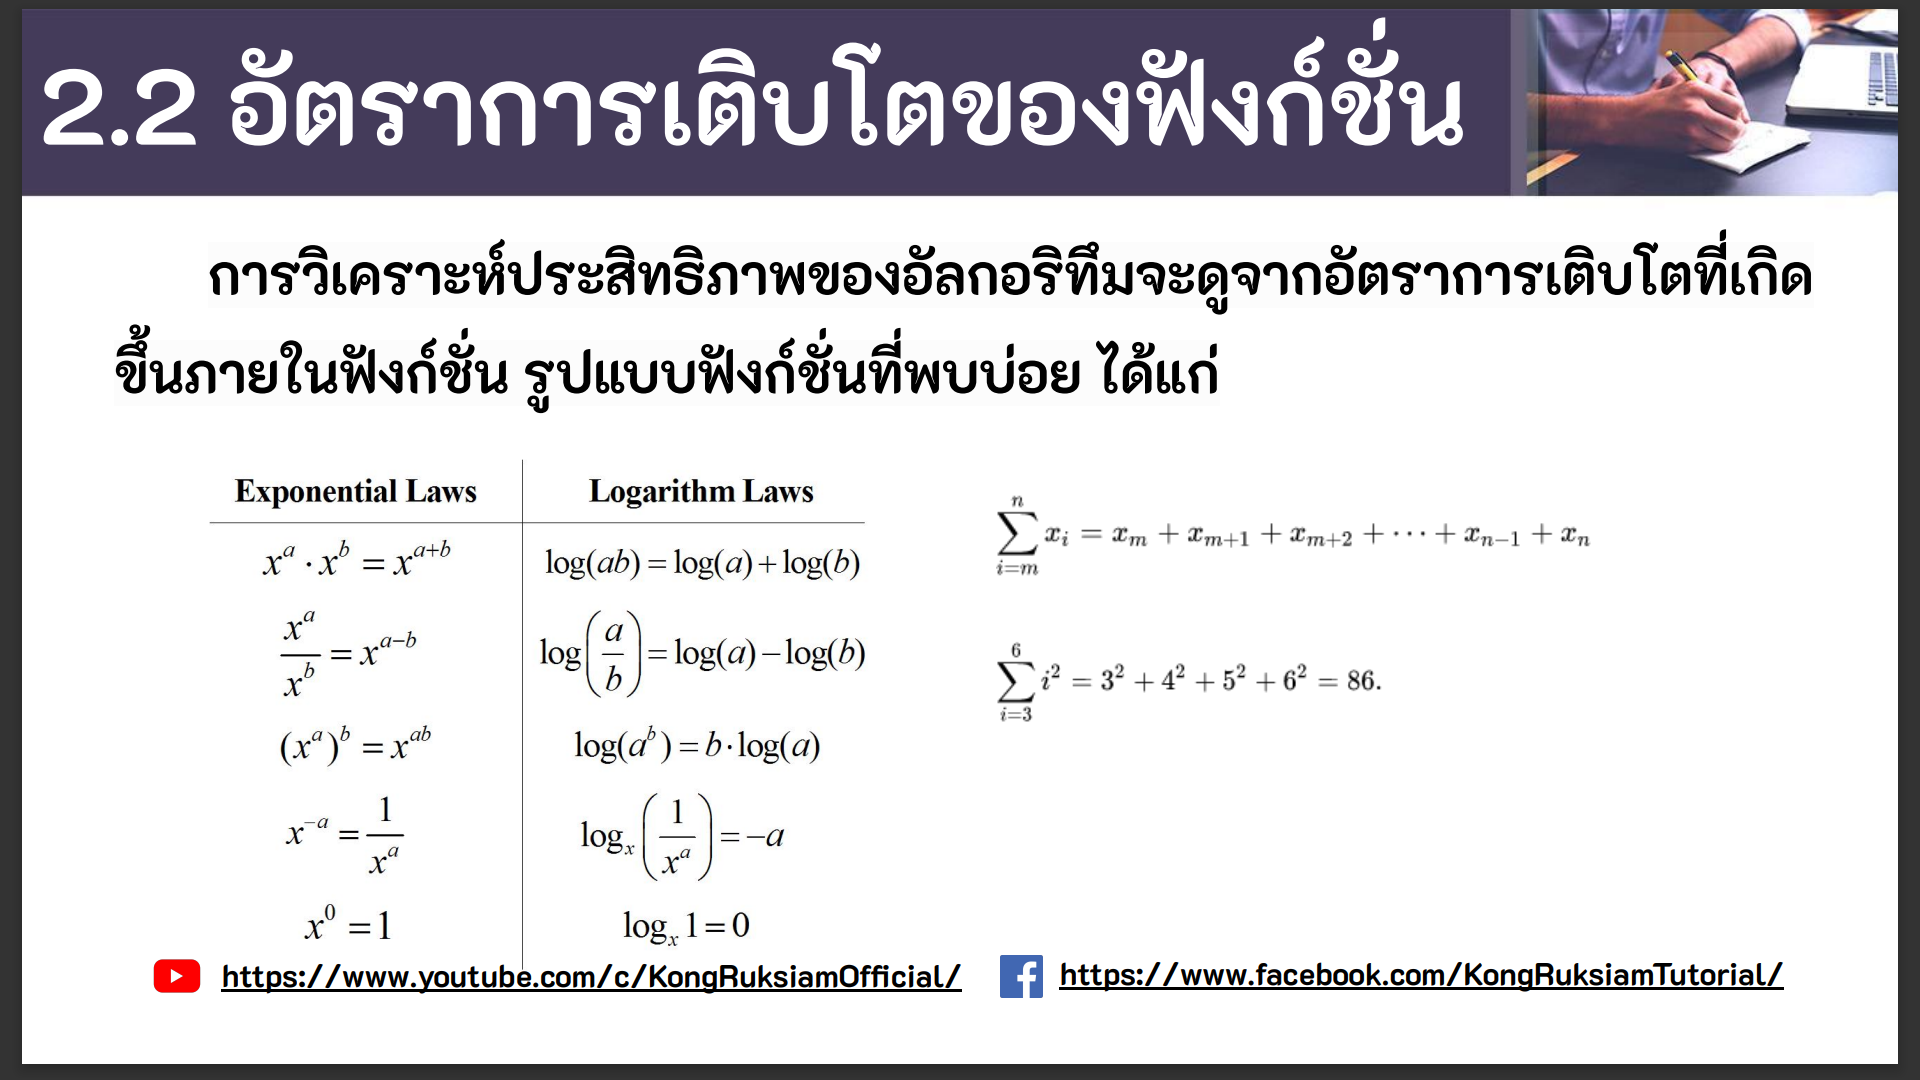 2.2 อัตราการเติบโตของฟังก์ชั่น
การวิเคราะห์ประสิทธิภาพของอัลกอริทึมจะดูจากอัตราการเติบโตที่เกิด
ขึ้นภายในฟังก์ชั่น รูปแบบฟังก์ชั่นที่พบบ่อย ได้แก่
Exponential Laws
x^a · x^b = x^{a+b}
\frac{x^a}{x^b} = x^{a−b}
(x^a)^b = x^{ab}
x^{−a} = \frac{1}{x^a}
x^0 = 1
Logarithm Laws
log(ab) = log(a) + log(b)
log(\frac{a}{b}) = log(a) − log(b)
log(a^b) = b·log(a)
log_x(\frac{1}{x^a}) = −a
log_x 1 = 0
\sum_{i=m}^{n} x_i = x_m + x_{m+1} + x_{m+2} + ··· + x_{n−1} + x_n
\sum_{i=3}^{6} i^2 = 3^2 + 4^2 + 5^2 + 6^2 = 86.
https://www.youtube.com/c/KongRuksiamOfficial/
https://www.facebook.com/KongRuksiamTutorial/